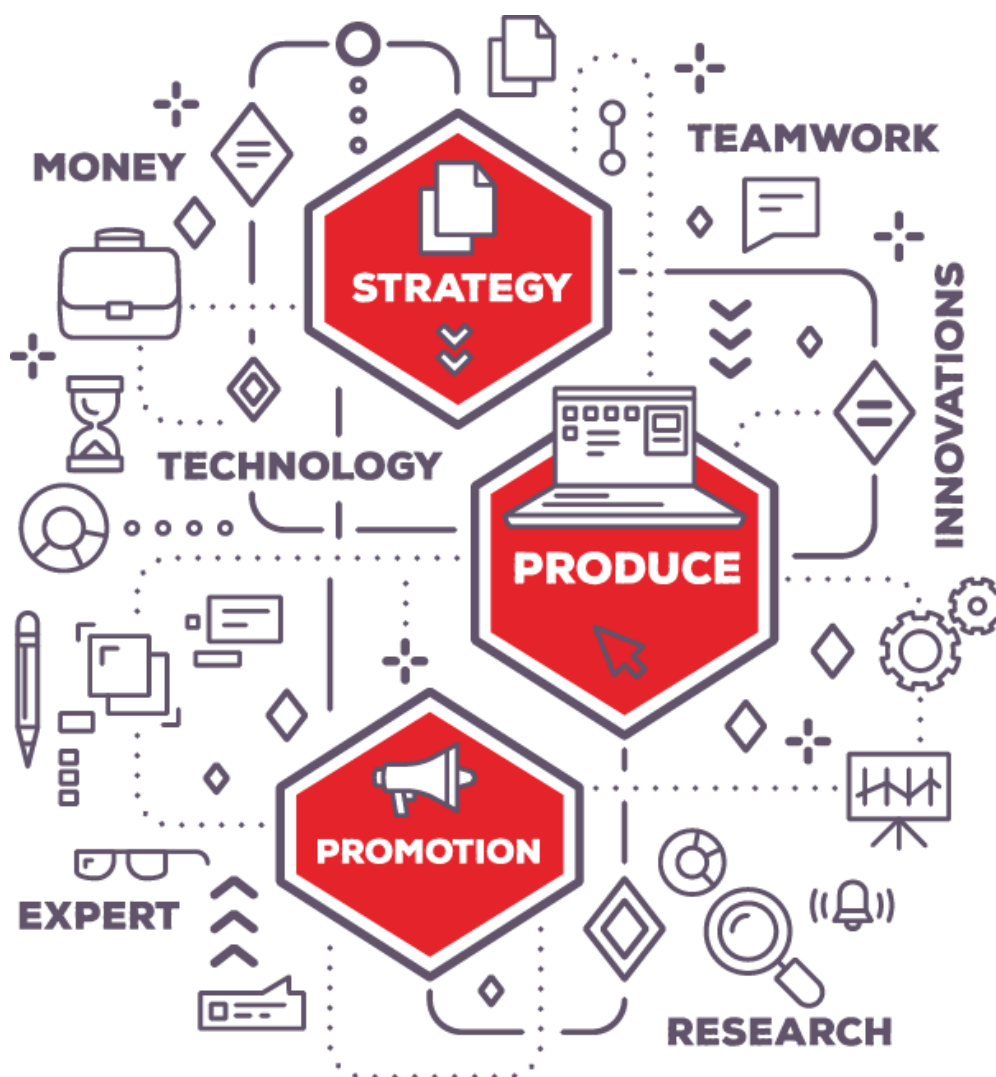 MONEY
TEAMWORK
STRATEGY
INNOVATIONS
TECHNOLOGY
PRODUCE
PROMOTION
EXPERT
RESEARCH